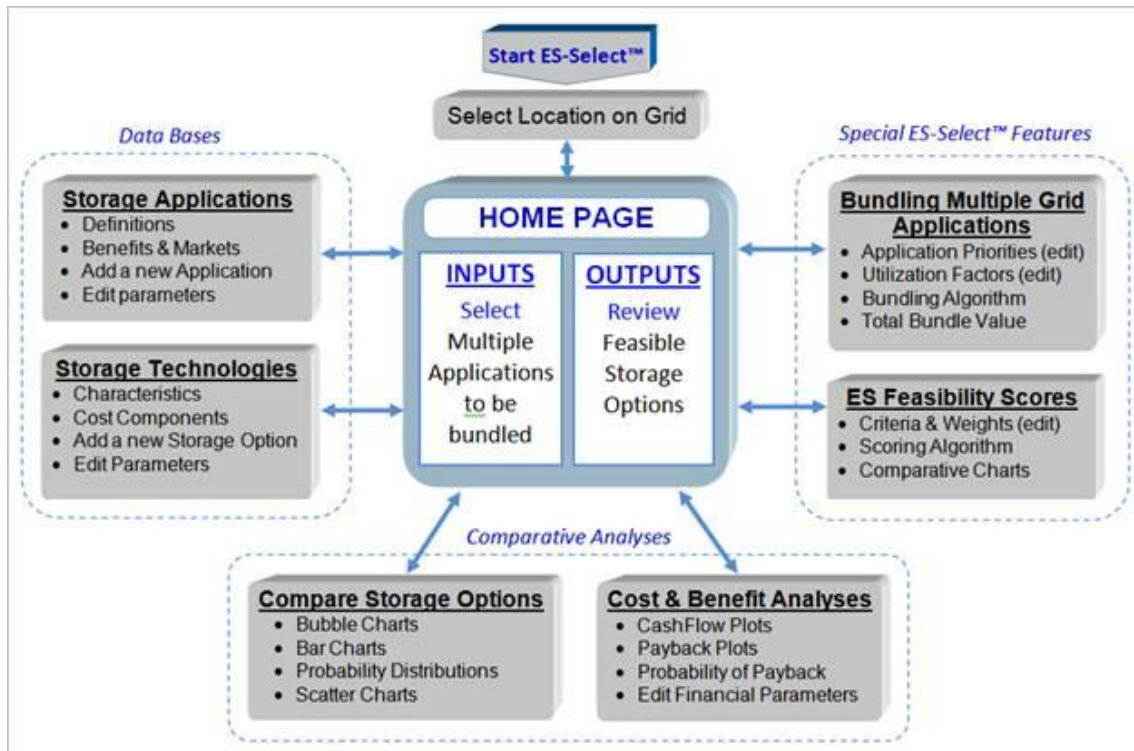 Start ES-Select™
Select Location on Grid
Data Bases
Storage Applications
• Definitions
• Benefits & Markets
• Add a new Application
• Edit parameters
Storage Technologies
• Characteristics
• Cost Components
• Add a new Storage Option
• Edit Parameters
HOME PAGE
INPUTS
Select
Multiple
Applications
to be
bundled
OUTPUTS
Review
Feasible
Storage
Options
Special ES-Select™ Features
Bundling Multiple Grid
Applications
• Application Priorities (edit)
• Utilization Factors (edit)
• Bundling Algorithm
• Total Bundle Value
ES Feasibility Scores
• Criteria & Weights (edit)
• Scoring Algorithm
• Comparative Charts
Comparative Analyses
Compare Storage Options
• Bubble Charts
• Bar Charts
• Probability Distributions
• Scatter Charts
Cost & Benefit Analyses
• CashFlow Plots
• Payback Plots
• Probability of Payback
• Edit Financial Parameters